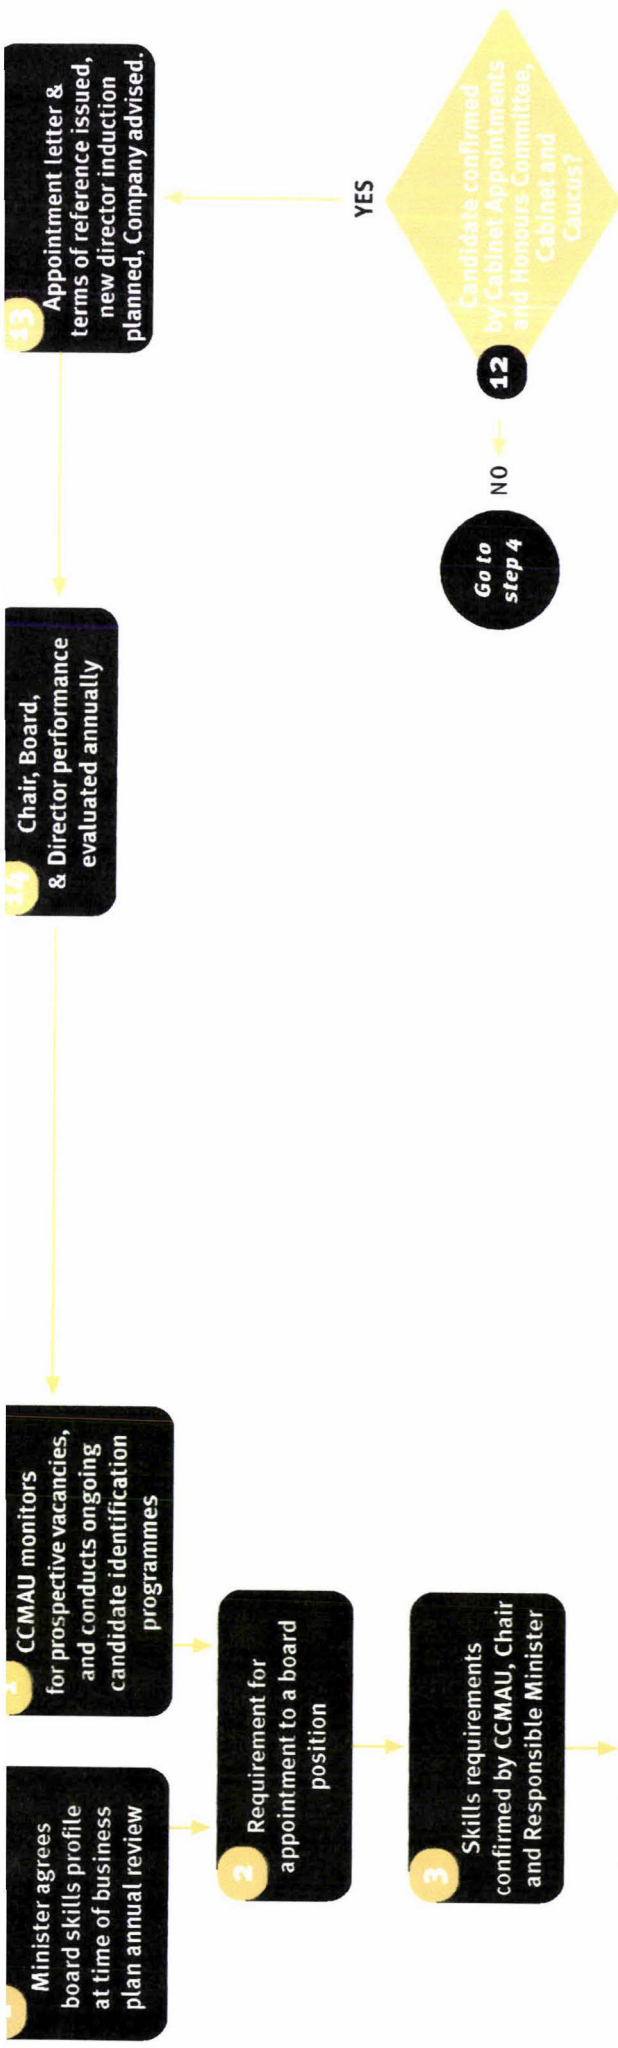 Minister agrees
board skills profile
at time of business
plan annual review
1
CCMAU monitors
for prospective vacancies,
and conducts ongoing
candidate identification
programmes
14
Chair, Board,
& Director performance
evaluated annually
13
Appointment letter &
terms of reference issued,
new director induction
planned, Company advised.
2
Requirement for
appointment to a board
position
3
Skills requirements
confirmed by CCMAU, Chair
and Responsible Minister
YES
Go to
step 4
NO
12
Candidate confirmed
by Cabinet Appointments
and Honours Committee,
Cabinet and
Caucus?